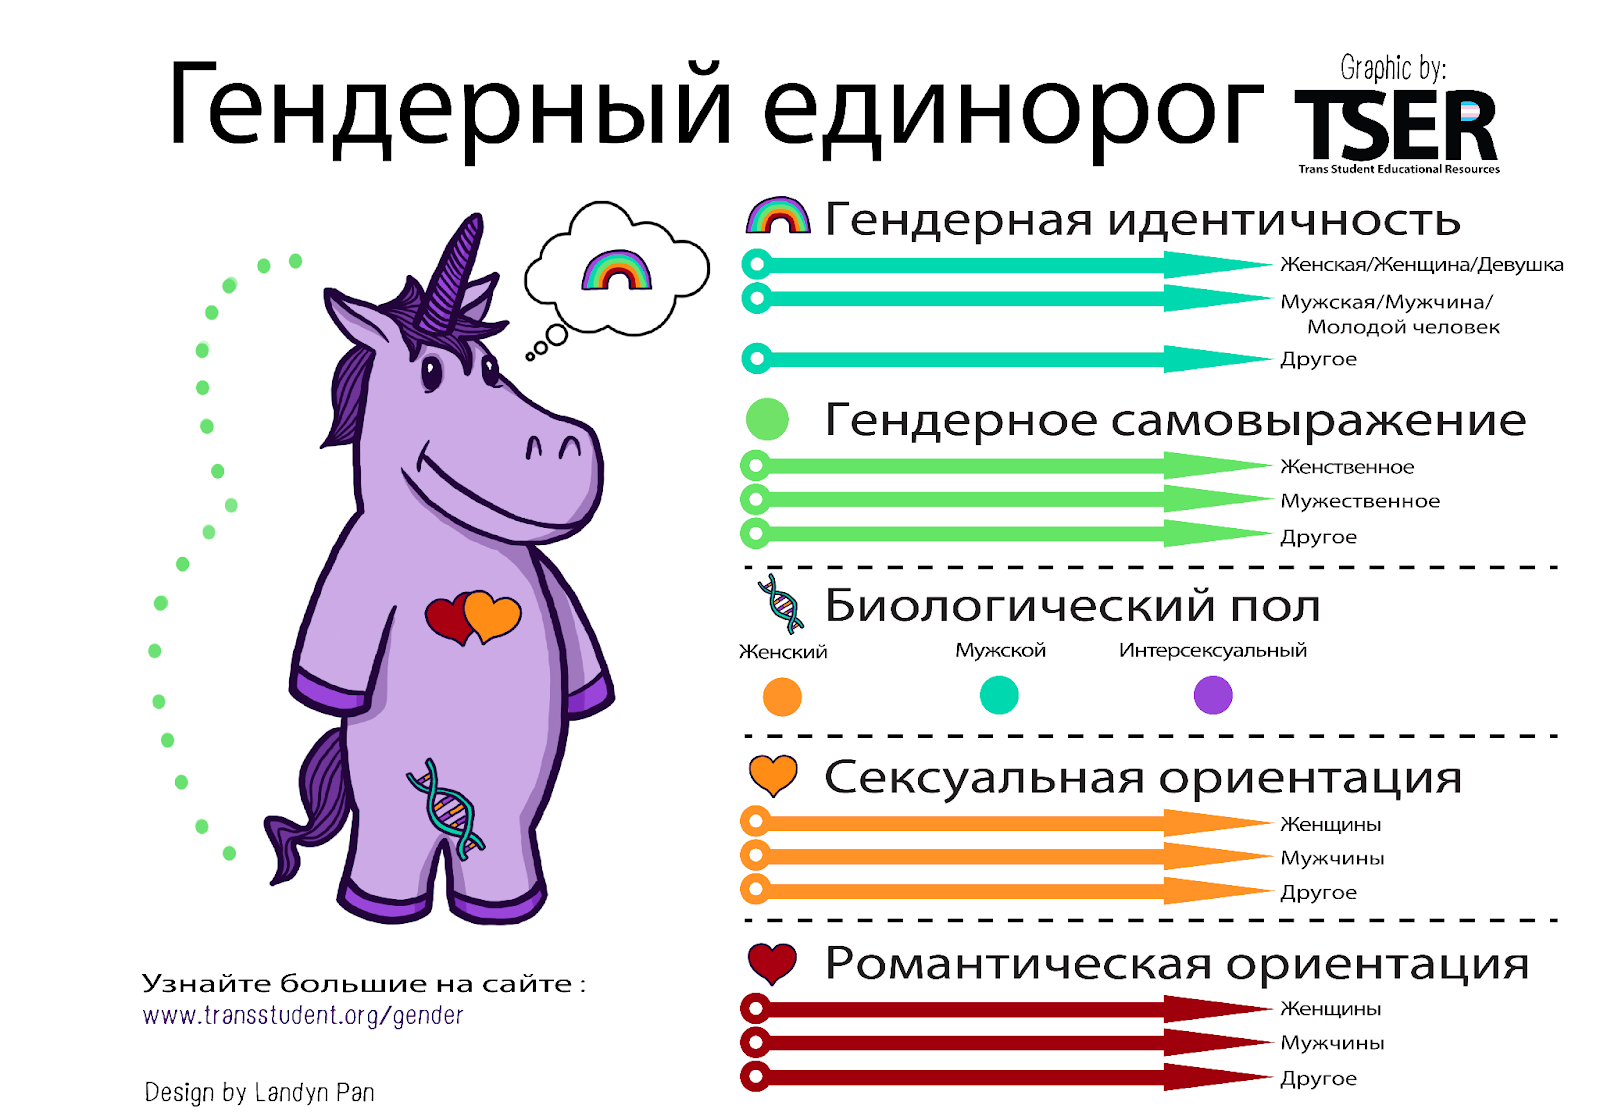 Гендерный единорог
Graphic by:
TSER
Trans Student Educational Resources
Гендерная идентичность
Женская/Женщина/Девушка
Мужская/Мужчина/
Молодой человек
Другое
Гендерное самовыражение
Женственное
Мужественное
Другое
Биологический пол
Женский Мужской Интерсексуальный
Сексуальная ориентация
Женщины
Мужчины
Другое
Романтическая ориентация
Женщины
Мужчины
Другое
Узнайте большие на сайте :
www.transstudent.org/gender
Design by Landyn Pan